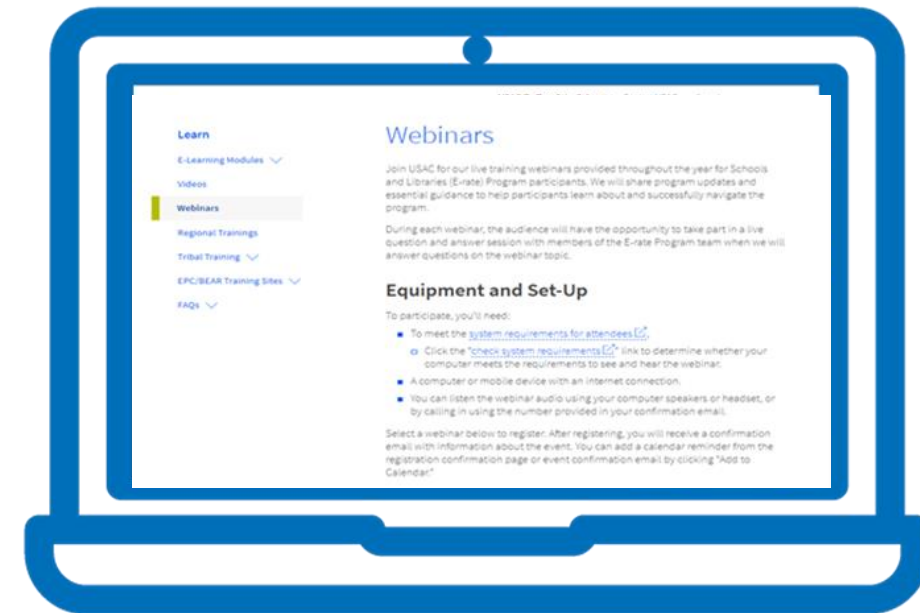 Learn
E-Learning Modules
Videos
Webinars
Regional Trainings
Tribal Training
EPC/BEAR Training Sites
FAQs
Webinars
Join USAC for our live training webinars provided throughout the year for Schools
and Libraries (E-rate) Program participants. We will share program updates and
essential guidance to help participants learn about and successfully navigate the
program.
During each webinar, the audience will have the opportunity to take part in a live
question and answer session with members of the E-rate Program team when we will
answer questions on the webinar topic.
Equipment and Set-Up
To participate, you'll need:
To meet the system requirements for attendees.
Click the "check system requirements" link to determine whether your
computer meets the requirements to see and hear the webinar.
A computer or mobile device with an internet connection.
You can listen the webinar audio using your computer speakers or headset, or
by calling in using the number provided in your confirmation email.
Select a webinar below to register. After registering, you will receive a confirmation
email with information about the event. You can add a calendar reminder from the
registration confirmation page or event confirmation email by clicking "Add to
Calendar."